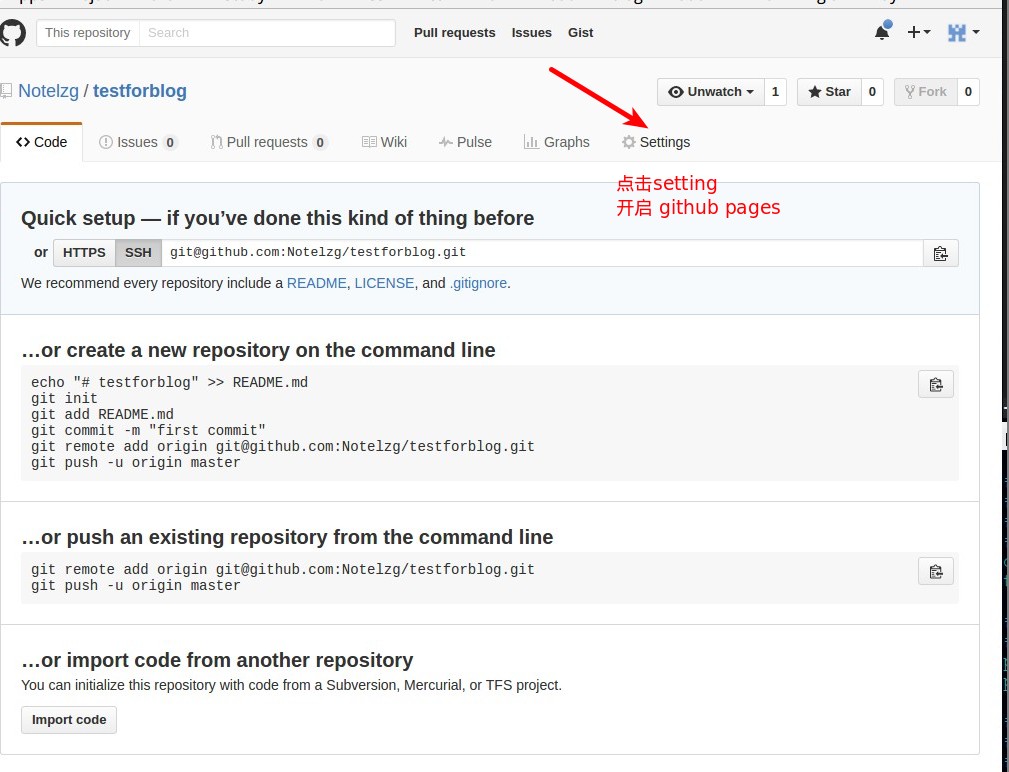 This repository Search Pull requests Issues Gist
Notelzg / testforblog Unwatch 1 Star 0 Fork 0
Code Issues 0 Pull requests 0 Wiki Pulse Graphs Settings
点击setting
开启 github pages
Quick setup — if you’ve done this kind of thing before
or HTTPS SSH git@github.com:Notelzg/testforblog.git
We recommend every repository include a README, LICENSE, and .gitignore.
…or create a new repository on the command line
echo "# testforblog" >> README.md
git init
git add README.md
git commit -m "first commit"
git remote add origin git@github.com:Notelzg/testforblog.git
git push -u origin master
…or push an existing repository from the command line
git remote add origin git@github.com:Notelzg/testforblog.git
git push -u origin master
…or import code from another repository
You can initialize this repository with code from a Subversion, Mercurial, or TFS project.
Import code